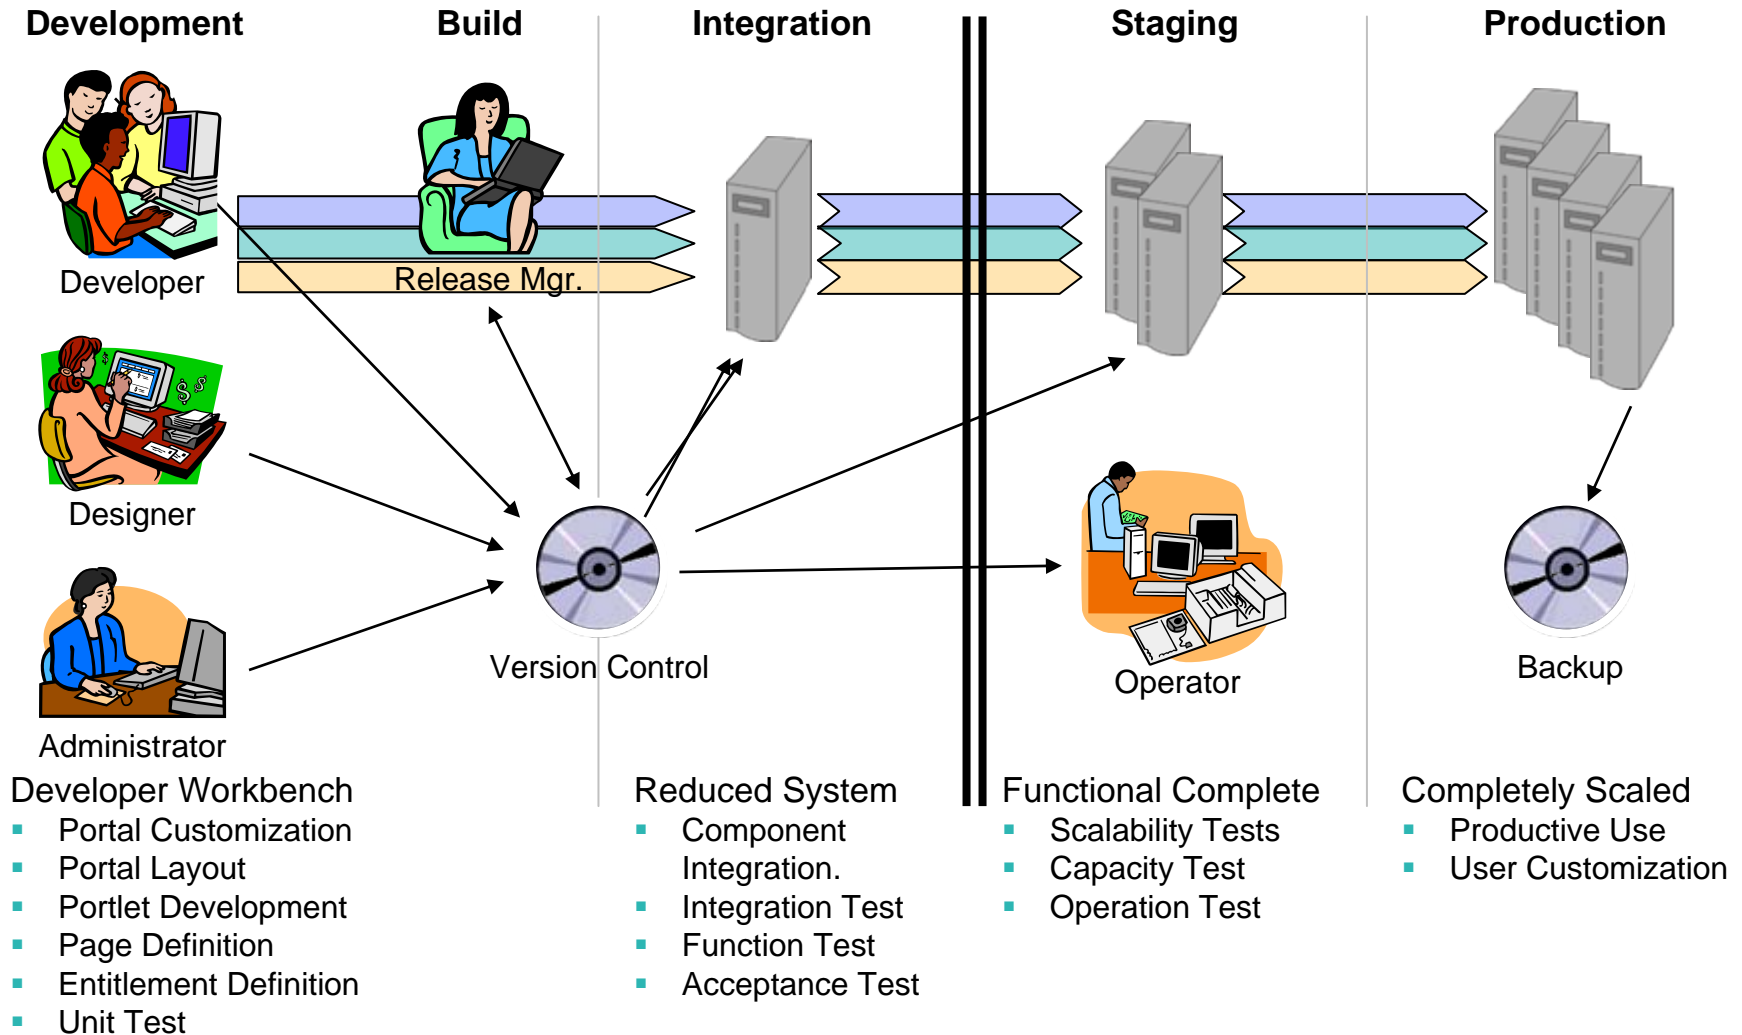 Development
Build
Integration
Staging
Production
Developer
Release Mgr.
Designer
Version Control
Operator
Backup
Administrator
Developer Workbench
Portal Customization
Portal Layout
Portlet Development
Page Definition
Entitlement Definition
Unit Test
Reduced System
Component
Integration.
Integration Test
Function Test
Acceptance Test
Functional Complete
Scalability Tests
Capacity Test
Operation Test
Completely Scaled
Productive Use
User Customization